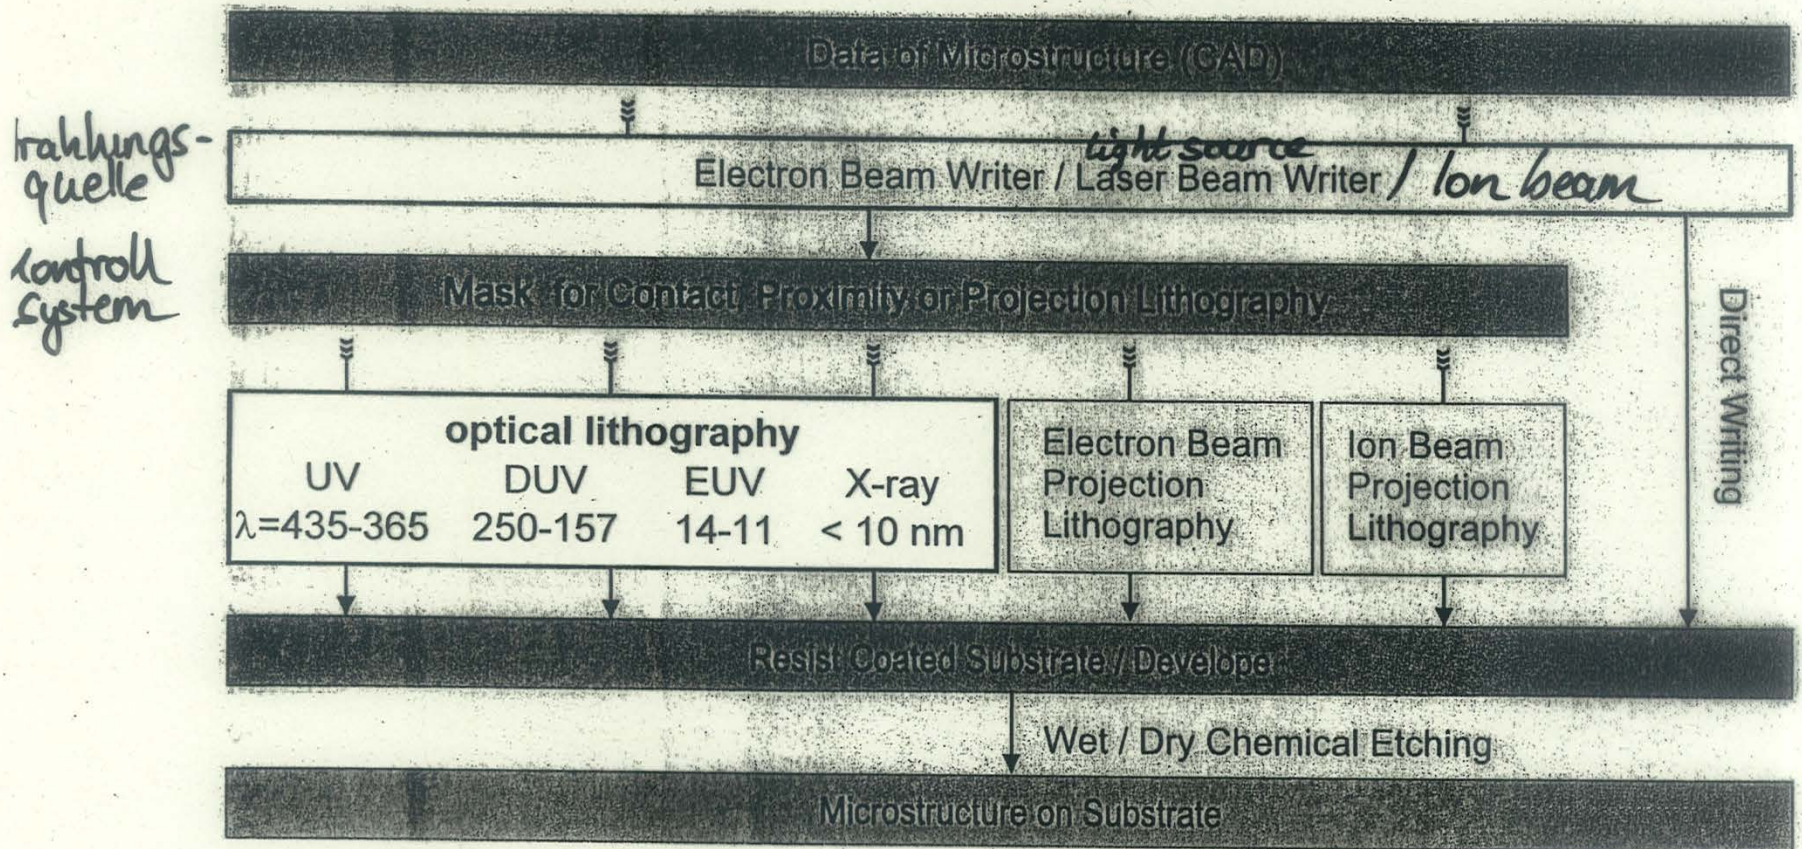 Data of Microstructure (CAD)
trahlungs-
quelle
light source
Electron Beam Writer / Laser Beam Writer / Ion beam
controll
system
Mask for Contact, Proximity or Projection Lithography
optical lithography
UV DUV EUV X-ray
λ=435-365 250-157 14-11 < 10 nm
Electron Beam
Projection
Lithography
Ion Beam
Projection
Lithography
Direct Writing
Resist Coated Substrate / Develope
Wet / Dry Chemical Etching
Microstructure on Substrate